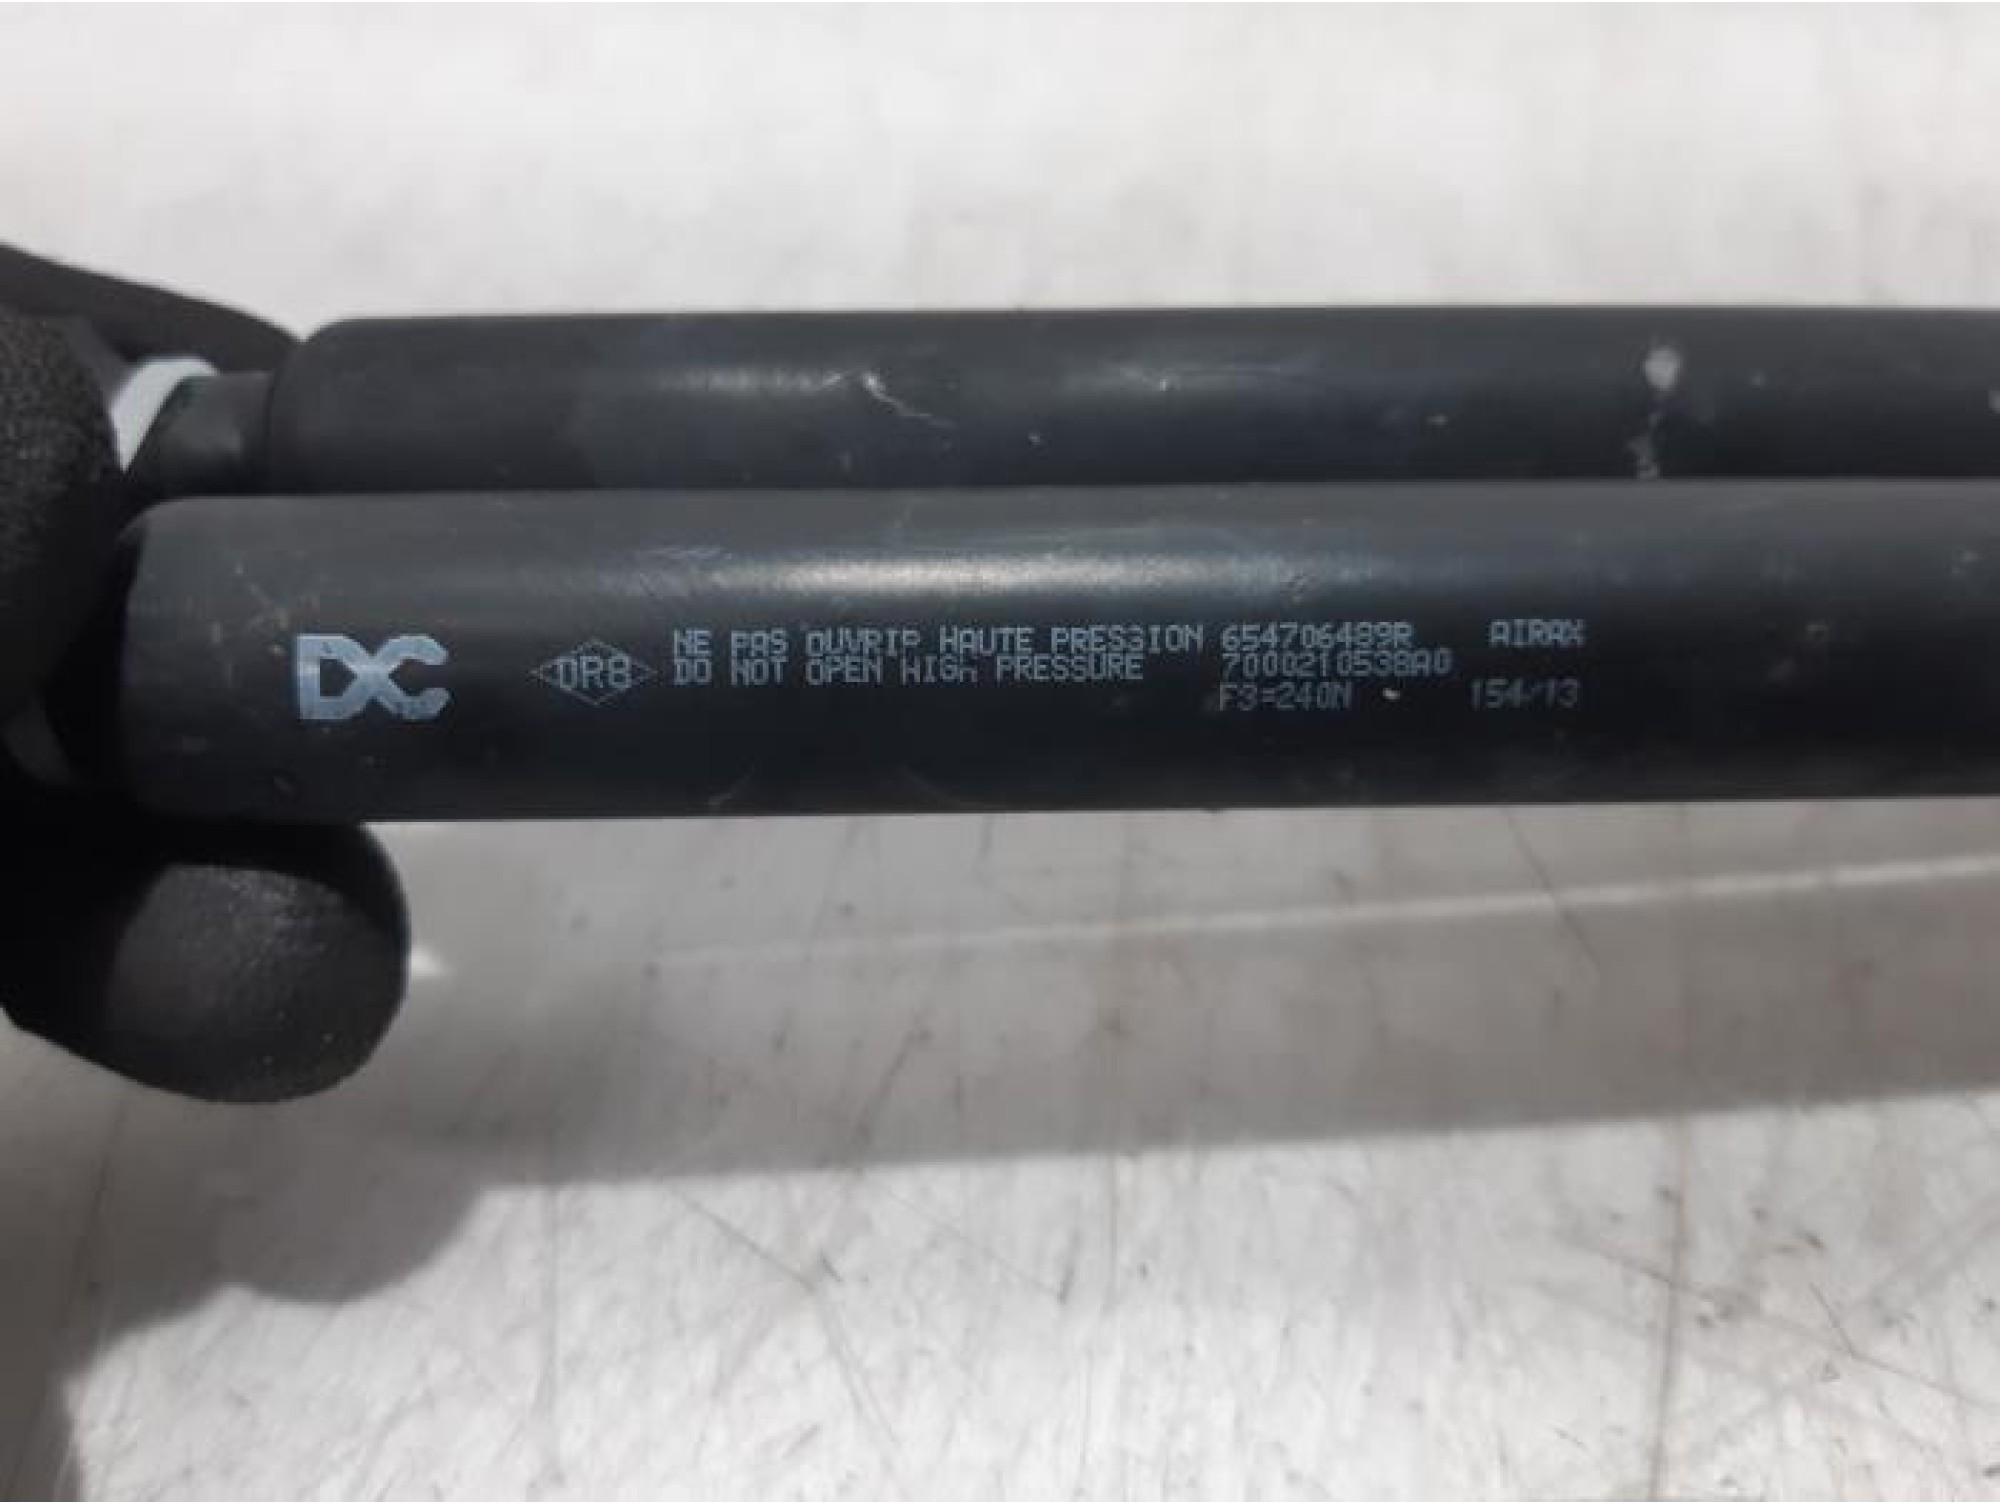 DC
DR8
NE PAS OUVRIR HAUTE PRESSION 654706489R AIRAX
DO NOT OPEN HIGH PRESSURE 7000210538A0
F3=240N 154/13